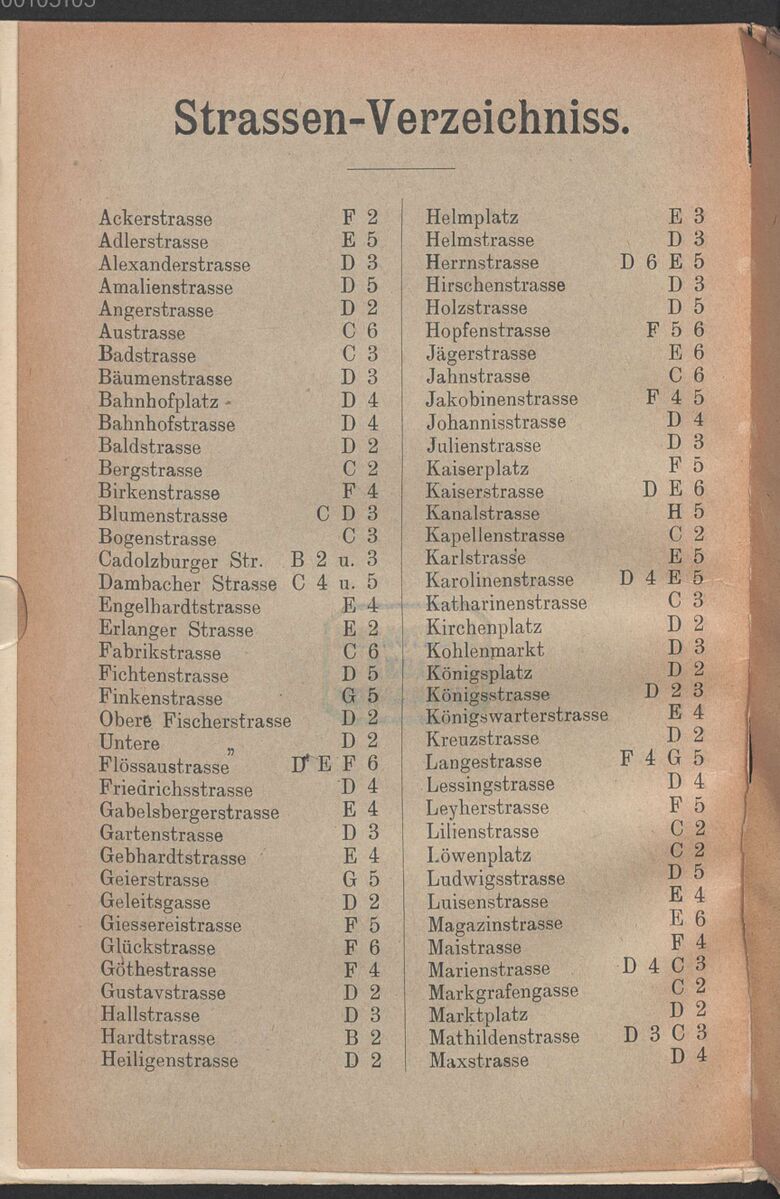 Strassen-Verzeichniss.
Ackerstrasse F 2
Adlerstrasse E 5
Alexanderstrasse D 3
Amalienstrasse D 5
Angerstrasse D 2
Austrasse C 6
Badstrasse C 3
Bäumenstrasse D 3
Bahnhofplatz D 4
Bahnhofstrasse D 4
Baldstrasse D 2
Bergstrasse C 2
Birkenstrasse F 4
Blumenstrasse C D 3
Bogenstrasse C 3
Cadolzburger Str. B 2 u. 3
Dambacher Strasse C 4 u. 5
Engelhardtstrasse E 4
Erlanger Strasse E 2
Fabrikstrasse C 6
Fichtenstrasse D 5
Finkenstrasse G 5
Obere Fischerstrasse D 2
Untere „ D 2
Flössaustrasse D E F 6
Friedrichsstrasse D 4
Gabelsbergerstrasse E 4
Gartenstrasse D 3
Gebhardtstrasse E 4
Geierstrasse G 5
Geleitsgasse D 2
Giessereistrasse F 5
Glückstrasse F 6
Göthestrasse F 4
Gustavstrasse D 2
Hallstrasse D 3
Hardtstrasse B 2
Heiligenstrasse D 2
Helmplatz E 3
Helmstrasse D 3
Herrnstrasse D 6 E 5
Hirschenstrasse D 3
Holzstrasse D 5
Hopfenstrasse F 5 6
Jägerstrasse E 6
Jahnstrasse C 6
Jakobinenstrasse F 4 5
Johannisstrasse D 4
Julienstrasse D 3
Kaiserplatz F 5
Kaiserstrasse D E 6
Kanalstrasse H 5
Kapellenstrasse C 2
Karlstrasse E 5
Karolinenstrasse D 4 E 5
Katharinenstrasse C 3
Kirchenplatz D 2
Kohlenmarkt D 3
Königsplatz D 2
Königsstrasse D 2 3
Königswarterstrasse E 4
Kreuzstrasse D 2
Langestrasse F 4 G 5
Lessingstrasse D 4
Leyherstrasse F 5
Lilienstrasse C 2
Löwenplatz C 2
Ludwigsstrasse D 5
Luisenstrasse E 4
Magazinstrasse E 6
Maistrasse F 4
Marienstrasse D 4 C 3
Markgrafengasse C 2
Marktplatz D 2
Mathildenstrasse D 3 C 3
Maxstrasse D 4